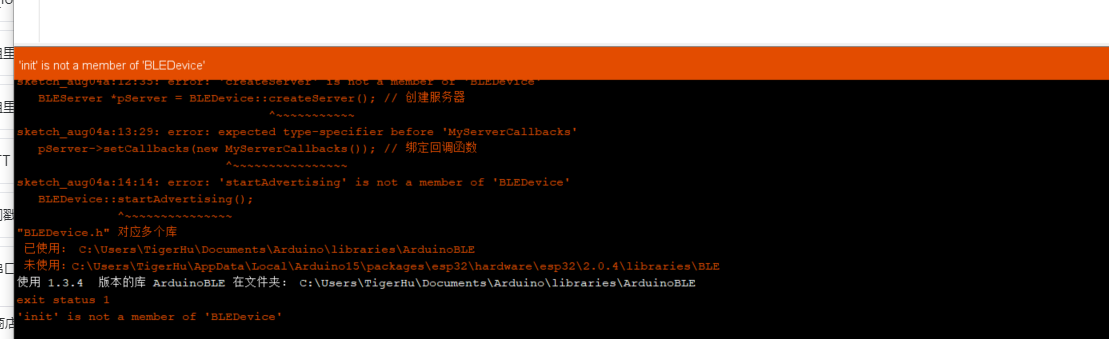 'init' is not a member of 'BLEDevice'
sketch_aug04a:12:35: error: 'createServer' is not a member of 'BLEDevice'
BLEServer *pServer = BLEDevice::createServer(); // 创建服务器
^~~~~~~~~~~~
sketch_aug04a:13:29: error: expected type-specifier before 'MyServerCallbacks'
pServer->setCallbacks(new MyServerCallbacks()); // 绑定回调函数
^~~~~~~~~~~~~~~~~
sketch_aug04a:14:14: error: 'startAdvertising' is not a member of 'BLEDevice'
BLEDevice::startAdvertising();
^~~~~~~~~~~~~~~~
"BLEDevice.h" 对应多个库
已使用: C:\Users\TigerHu\Documents\Arduino\libraries\ArduinoBLE
未使用: C:\Users\TigerHu\AppData\Local\Arduino15\packages\esp32\hardware\esp32\2.0.4\libraries\BLE
使用 1.3.4 版本的库 ArduinoBLE 在文件夹: C:\Users\TigerHu\Documents\Arduino\libraries\ArduinoBLE
exit status 1
'init' is not a member of 'BLEDevice'